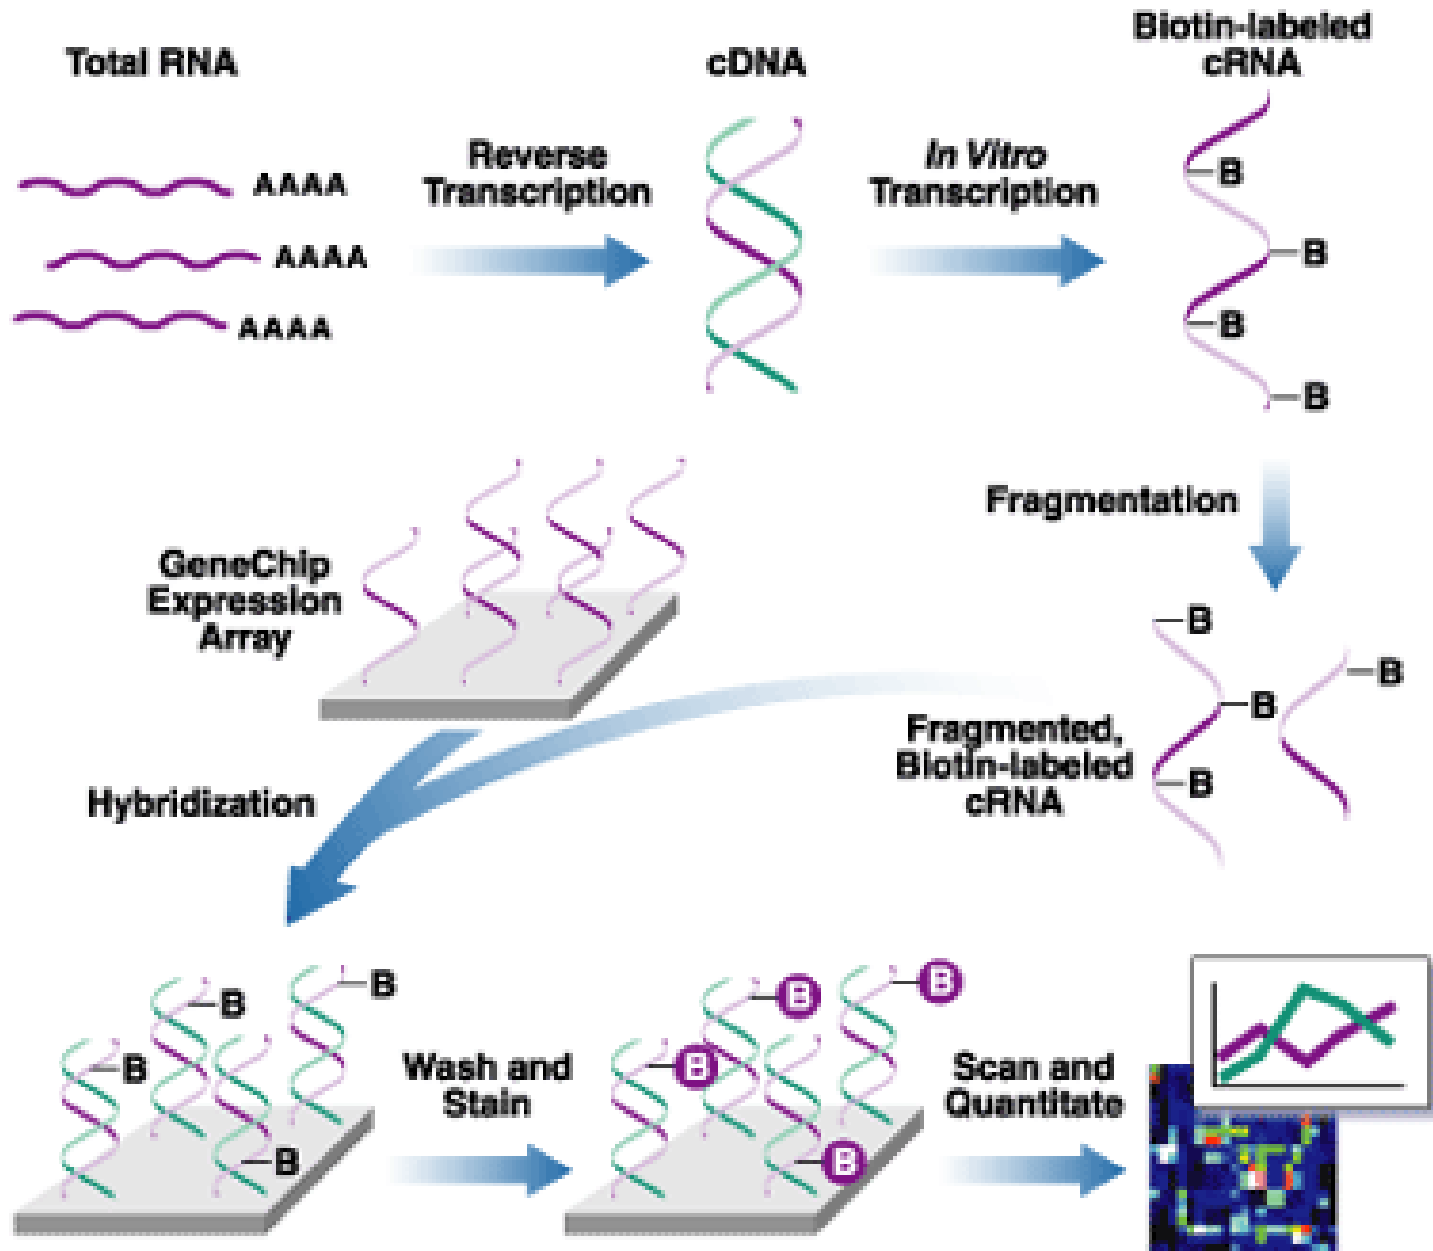 Total RNA
AAAA
AAAA
AAAA
Reverse
Transcription
cDNA
In Vitro
Transcription
Biotin-labeled
cRNA
B
B
B
B
Fragmentation
GeneChip
Expression
Array
B
B
B
B
Fragmented,
Biotin-labeled
cRNA
Hybridization
B
B
B
B
Wash and
Stain
B
B
B
B
Scan and
Quantitate